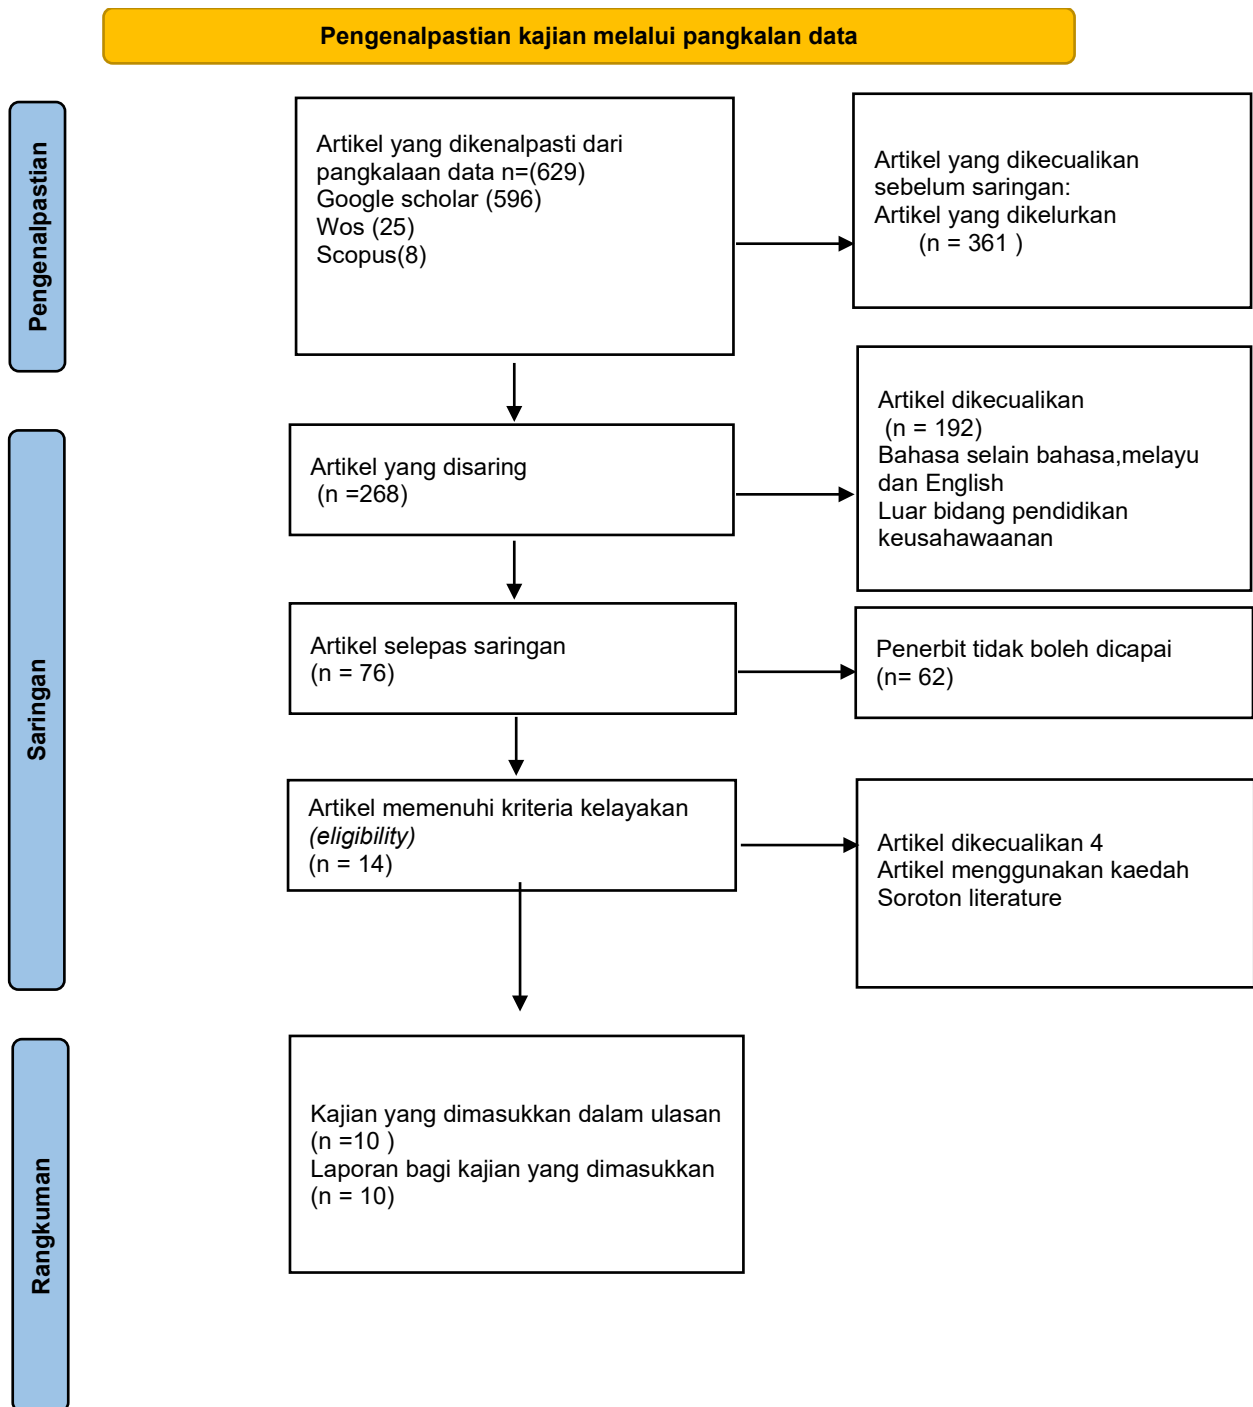 Pengenalpastian kajian melalui pangkalan data
Pengenalpastian
Artikel yang dikenalpasti dari
pangkalaan data n=(629)
Google scholar (596)
Wos (25)
Scopus(8)
Artikel yang dikecualikan
sebelum saringan:
Artikel yang dikelurkan
(n = 361 )
Saringan
Artikel yang disaring
(n =268)
Artikel dikecualikan
(n = 192)
Bahasa selain bahasa,melayu
dan English
Luar bidang pendidikan
keusahawaanan
Artikel selepas saringan
(n = 76)
Penerbit tidak boleh dicapai
(n= 62)
Artikel memenuhi kriteria kelayakan
(eligibility)
(n = 14)
Artikel dikecualikan 4
Artikel menggunakan kaedah
Soroton literature
Rangkuman
Kajian yang dimasukkan dalam ulasan
(n =10 )
Laporan bagi kajian yang dimasukkan
(n = 10)